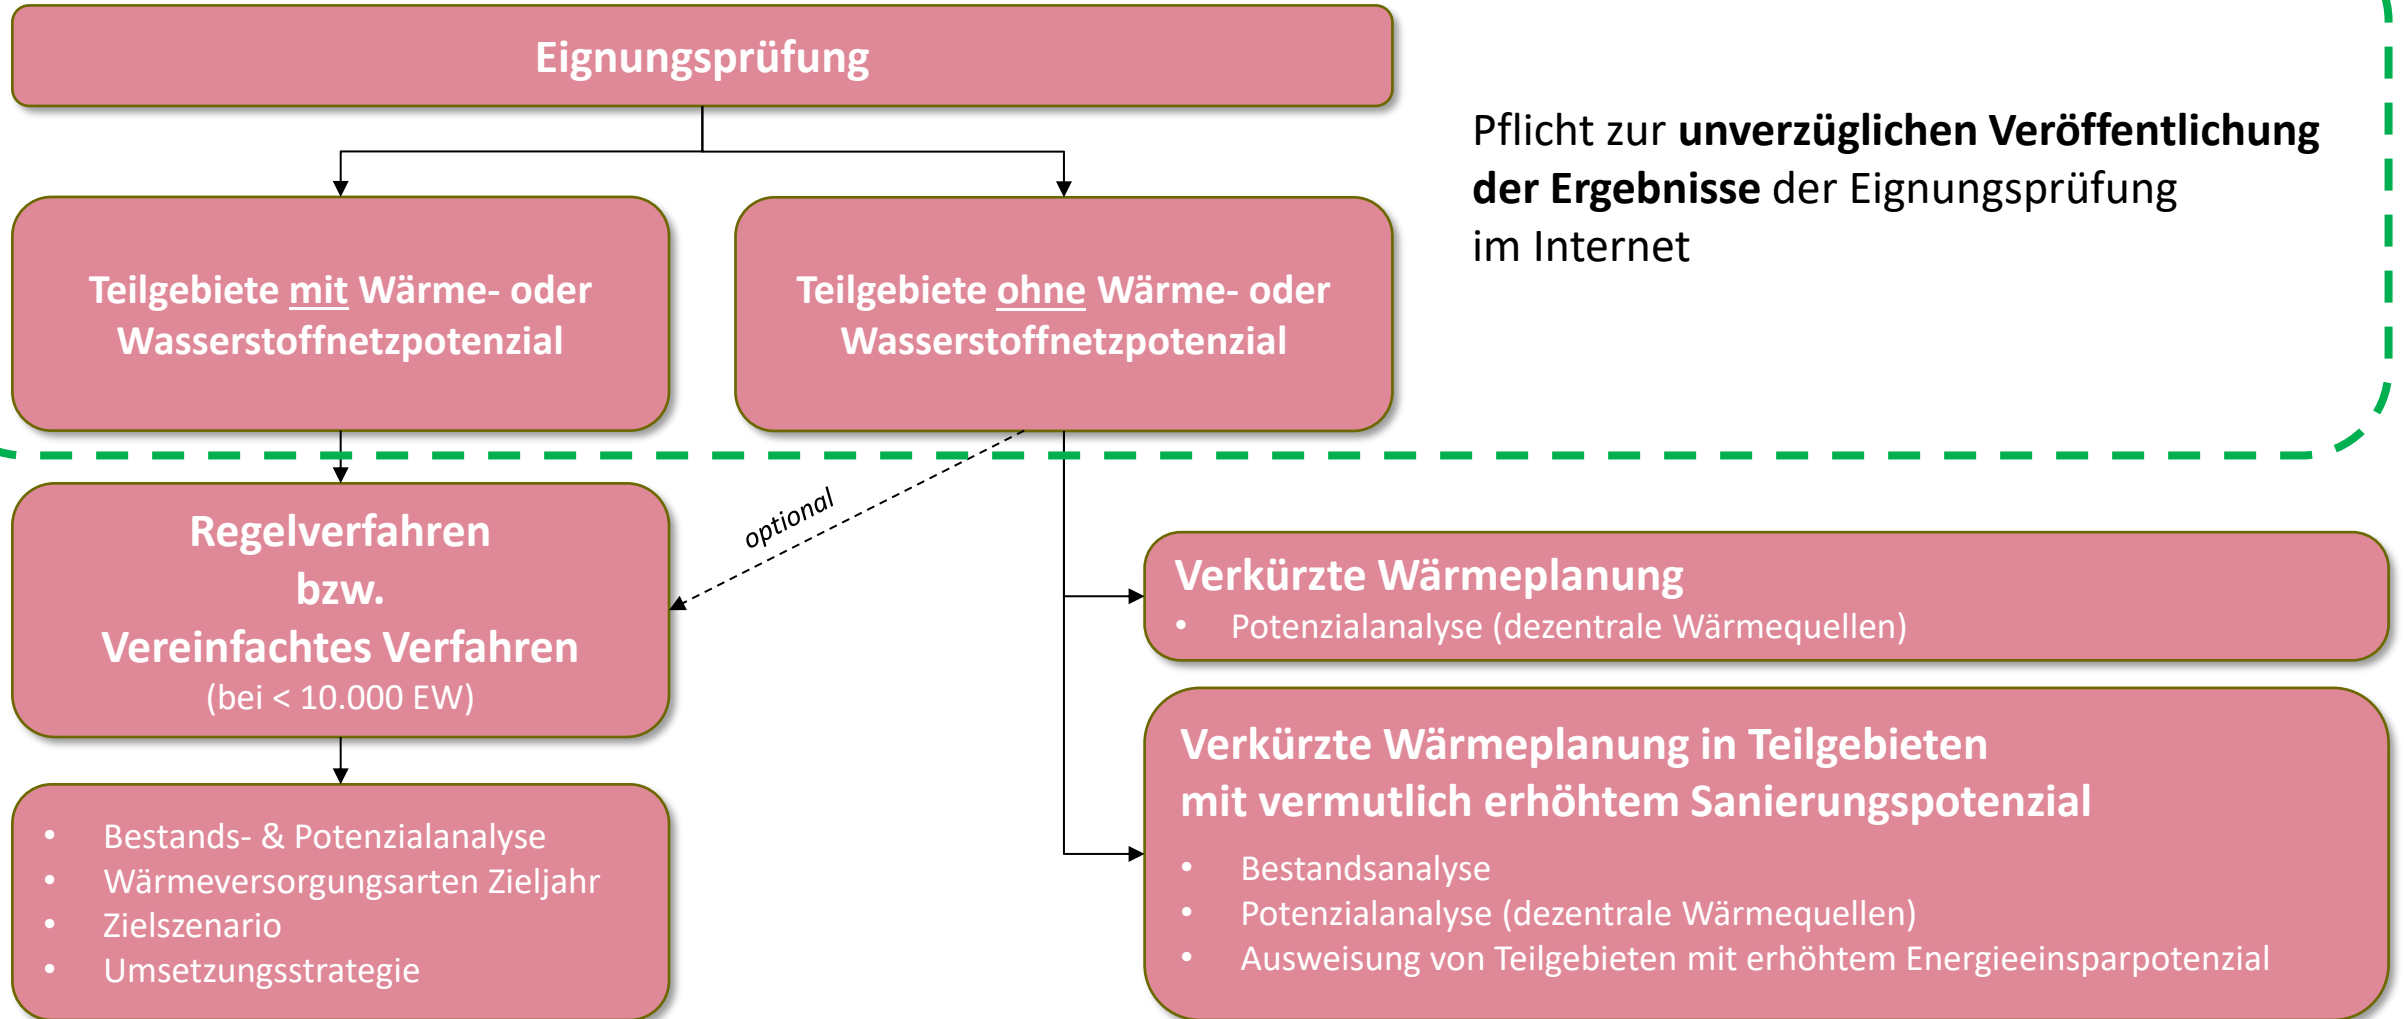 Eignungsprüfung
Pflicht zur unverzüglichen Veröffentlichung
der Ergebnisse der Eignungsprüfung
im Internet
Teilgebiete mit Wärme- oder
Wasserstoffnetzpotenzial
Teilgebiete ohne Wärme- oder
Wasserstoffnetzpotenzial
optional
Regelverfahren
bzw.
Vereinfachtes Verfahren
(bei < 10.000 EW)
Verkürzte Wärmeplanung
• Potenzialanalyse (dezentrale Wärmequellen)
Verkürzte Wärmeplanung in Teilgebieten
mit vermutlich erhöhtem Sanierungspotenzial
• Bestandsanalyse
• Potenzialanalyse (dezentrale Wärmequellen)
• Ausweisung von Teilgebieten mit erhöhtem Energieeinsparpotenzial
• Bestands- & Potenzialanalyse
• Wärmeversorgungsarten Zieljahr
• Zielszenario
• Umsetzungsstrategie